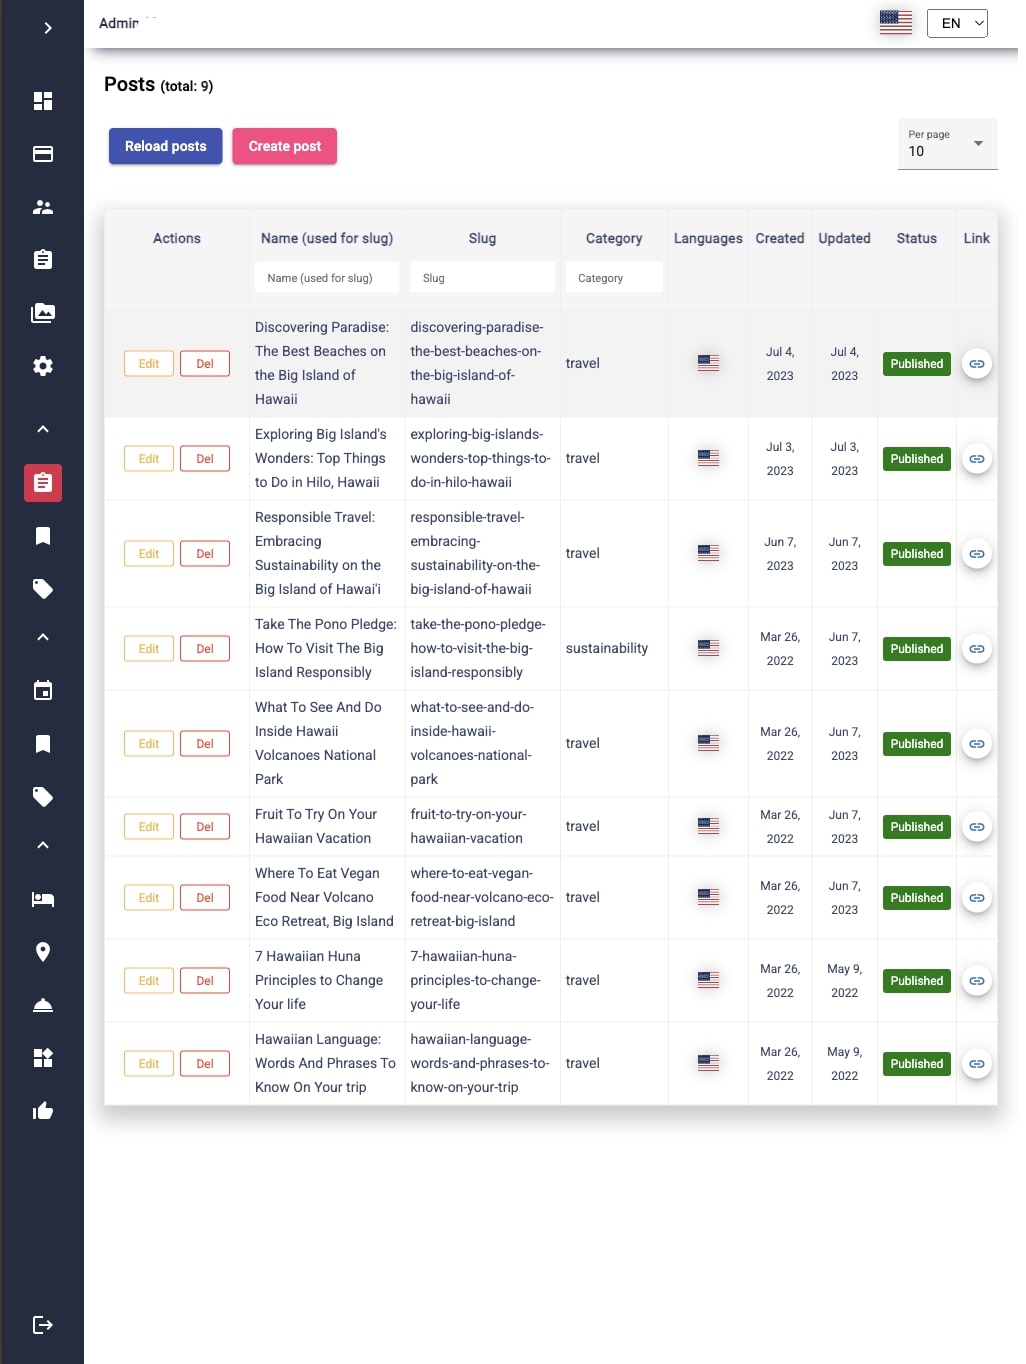 Admin
EN
Posts (total: 9)
Reload posts
Create post
Per page
10
Actions
Name (used for slug)
Slug
Category
Languages
Created
Updated
Status
Link
Name (used for slug)
Slug
Category
Edit
Del
Discovering Paradise:
The Best Beaches on
the Big Island of
Hawaii
discovering-paradise-
the-best-beaches-on-
the-big-island-of-
hawaii
travel
Jul 4,
2023
Jul 4,
2023
Published
Edit
Del
Exploring Big Island's
Wonders: Top Things
to Do in Hilo, Hawaii
exploring-big-islands-
wonders-top-things-to-
do-in-hilo-hawaii
travel
Jul 3,
2023
Jul 3,
2023
Published
Edit
Del
Responsible Travel:
Embracing
Sustainability on the
Big Island of Hawai'i
responsible-travel-
embracing-
sustainability-on-the-
big-island-of-hawaii
travel
Jun 7,
2023
Jun 7,
2023
Published
Edit
Del
Take The Pono Pledge:
How To Visit The Big
Island Responsibly
take-the-pono-pledge-
how-to-visit-the-big-
island-responsibly
sustainability
Mar 26,
2022
Jun 7,
2023
Published
Edit
Del
What To See And Do
Inside Hawaii
Volcanoes National
Park
what-to-see-and-do-
inside-hawaii-
volcanoes-national-
park
travel
Mar 26,
2022
Jun 7,
2023
Published
Edit
Del
Fruit To Try On Your
Hawaiian Vacation
fruit-to-try-on-your-
hawaiian-vacation
travel
Mar 26,
2022
Jun 7,
2023
Published
Edit
Del
Where To Eat Vegan
Food Near Volcano
Eco Retreat, Big Island
where-to-eat-vegan-
food-near-volcano-eco-
retreat-big-island
travel
Mar 26,
2022
Jun 7,
2023
Published
Edit
Del
7 Hawaiian Huna
Principles to Change
Your life
7-hawaiian-huna-
principles-to-change-
your-life
travel
Mar 26,
2022
May 9,
2022
Published
Edit
Del
Hawaiian Language:
Words And Phrases To
Know On Your trip
hawaiian-language-
words-and-phrases-to-
know-on-your-trip
travel
Mar 26,
2022
May 9,
2022
Published